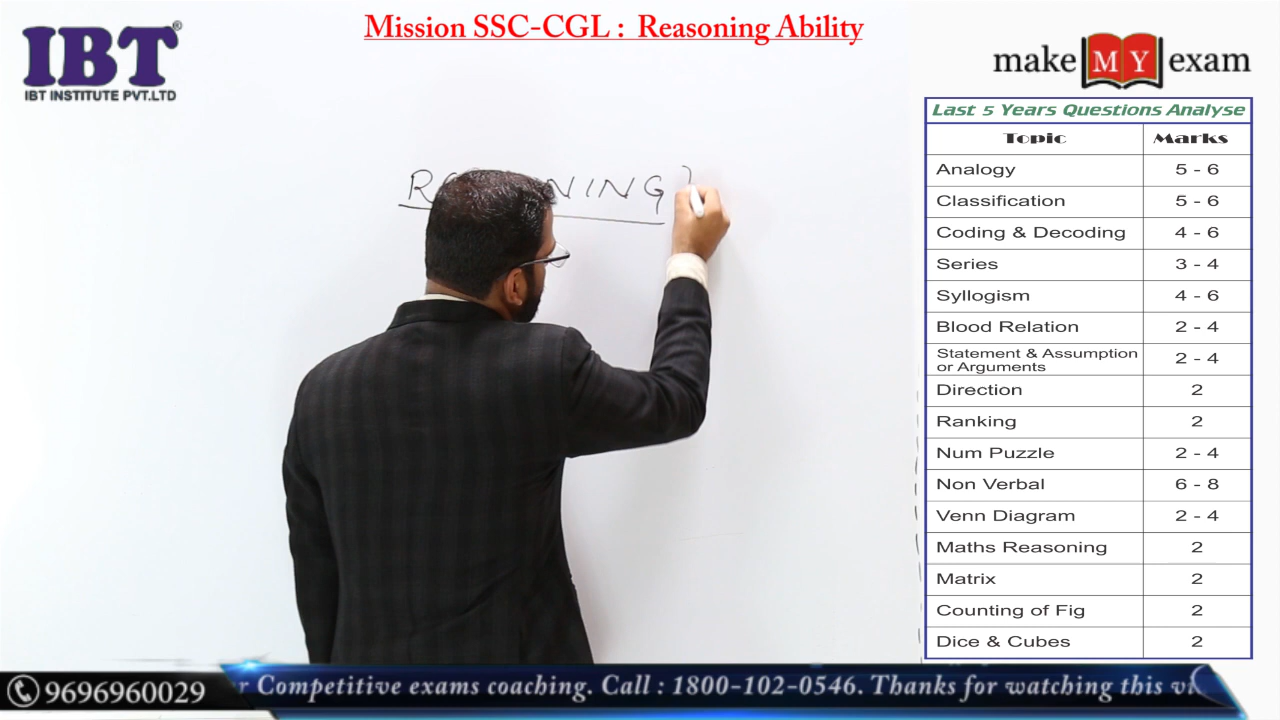 Mission SSC-CGL : Reasoning Ability
IBT®
IBT INSTITUTE PVT.LTD
make MY exam
Last 5 Years Questions Analyse
Topic Marks
Analogy 5 - 6
Classification 5 - 6
Coding & Decoding 4 - 6
Series 3 - 4
Syllogism 4 - 6
Blood Relation 2 - 4
Statement & Assumption
or Arguments 2 - 4
Direction 2
Ranking 2
Num Puzzle 2 - 4
Non Verbal 6 - 8
Venn Diagram 2 - 4
Maths Reasoning 2
Matrix 2
Counting of Fig 2
Dice & Cubes 2
9696960029 r Competitive exams coaching. Call : 1800-102-0546. Thanks for watching this vi